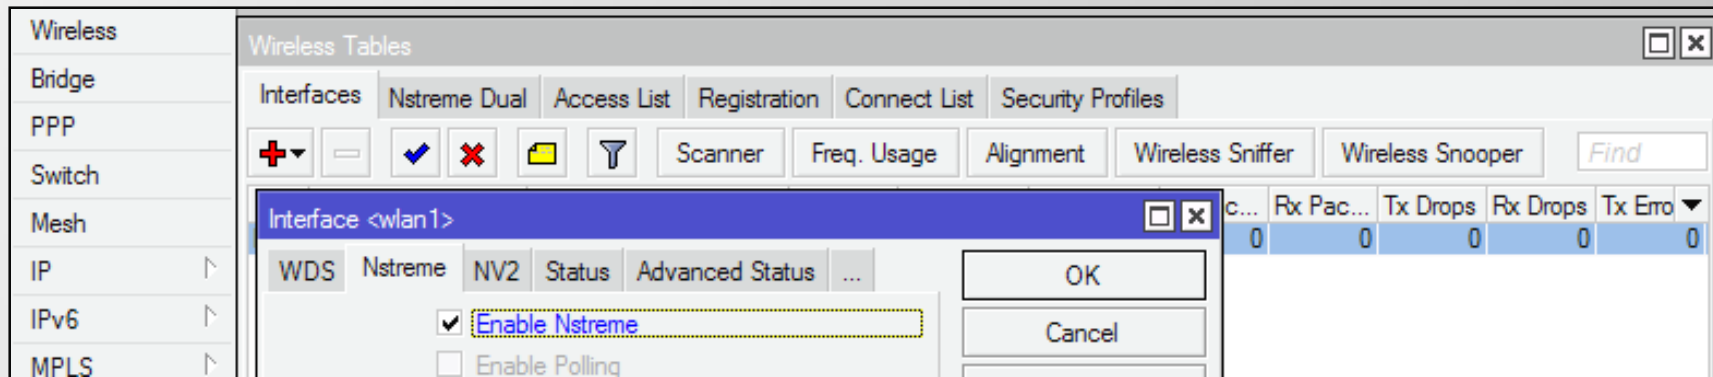 Wireless
Bridge
PPP
Switch
Mesh
IP
IPv6
MPLS
Wireless Tables
Interfaces Nstreme Dual Access List Registration Connect List Security Profiles
Scanner Freq. Usage Alignment Wireless Sniffer Wireless Snooper Find
c... Rx Pac... Tx Drops Rx Drops Tx Erro
0 0 0 0 0
Interface <wlan1>
WDS Nstreme NV2 Status Advanced Status ...
OK
Enable Nstreme
Cancel
Enable Polling